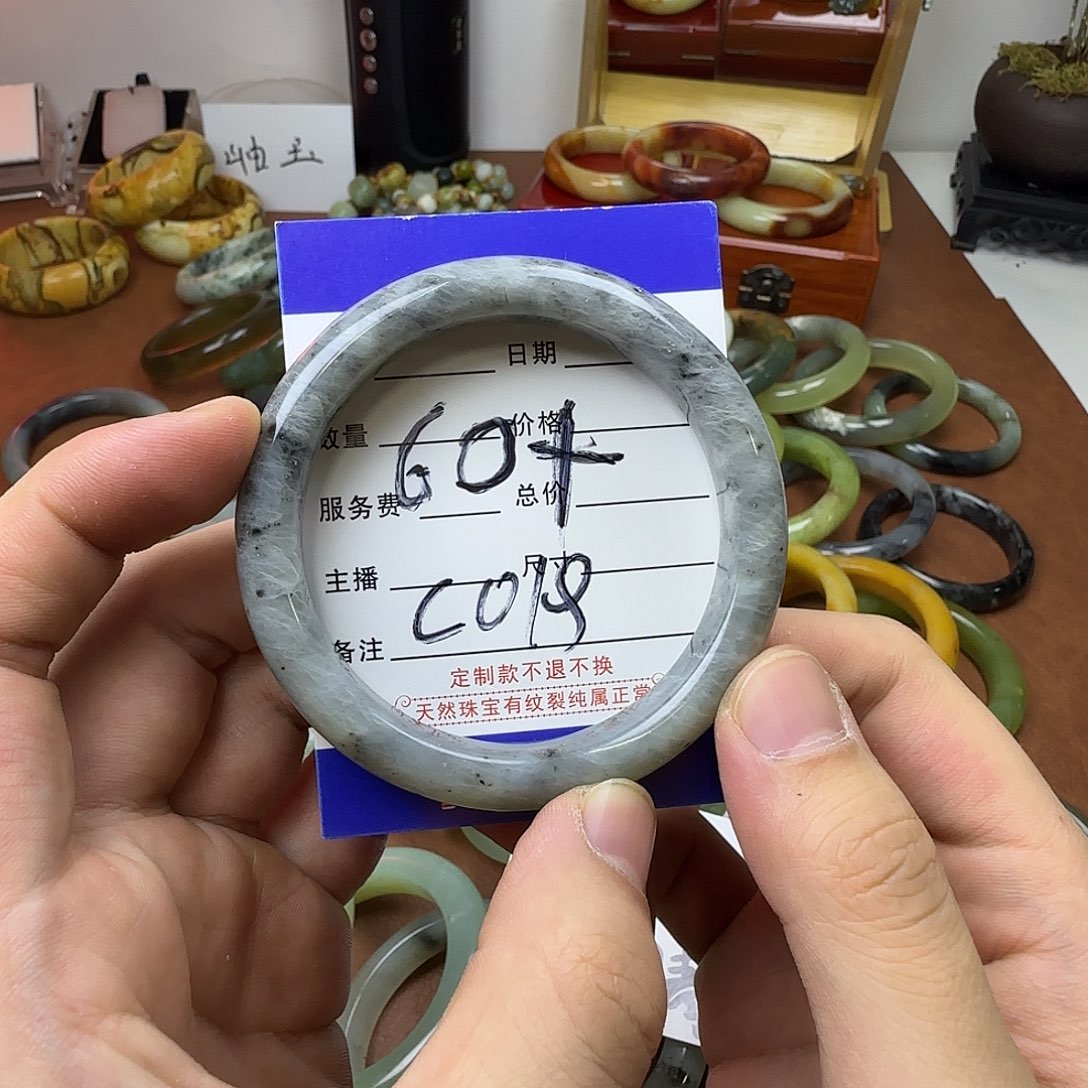 岫玉
日期
数量 价格
60+
服务费 总价
主播 尺寸
C019
备注
定制款不退不换
天然珠宝有纹裂纯属正常